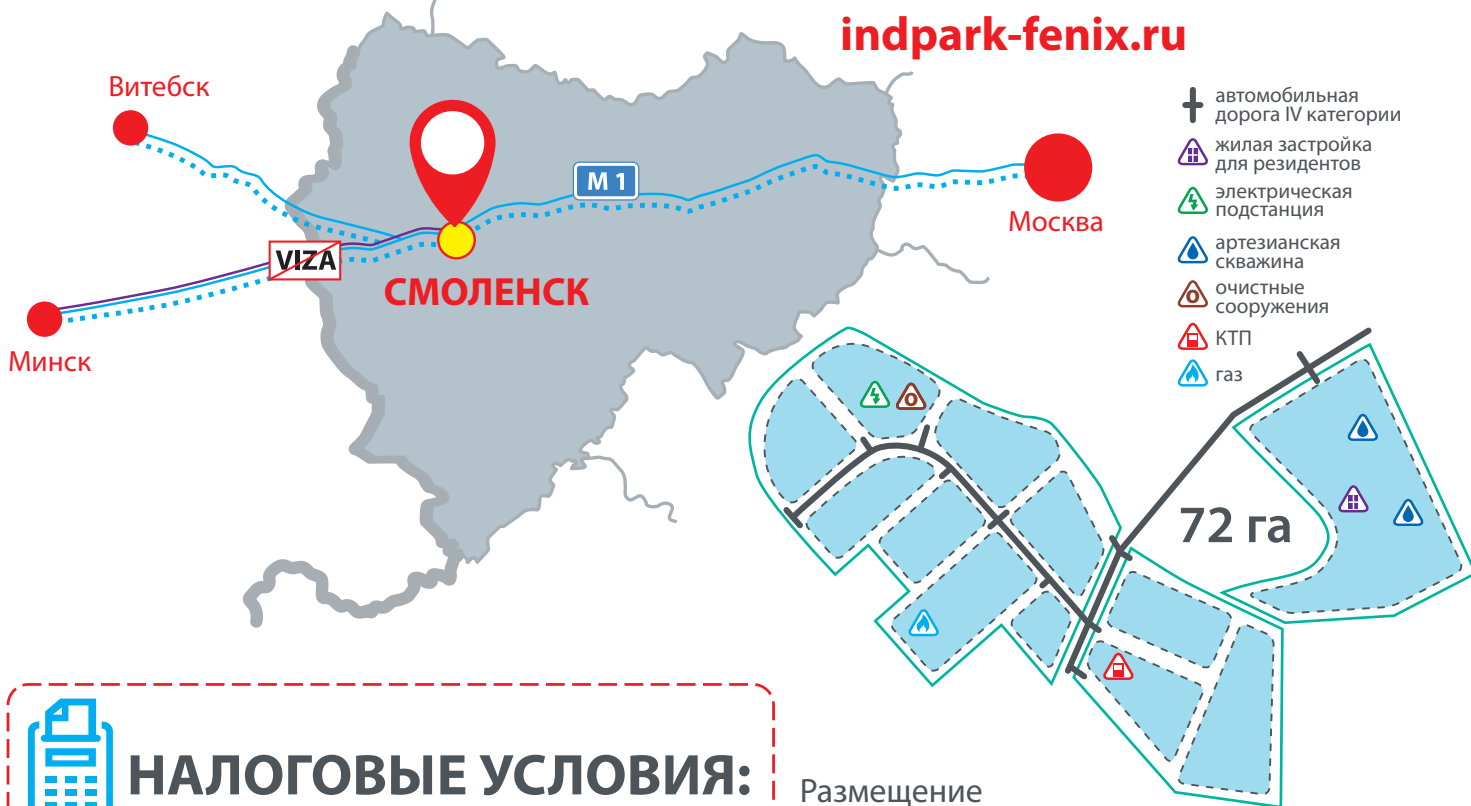 indpark-fenix.ru
Витебск
М 1
Москва
VIZA
СМОЛЕНСК
Минск
автомобильная
дорога IV категории
жилая застройка
для резидентов
электрическая
подстанция
артезианская
скважина
очистные
сооружения
КТП
газ
72 га
НАЛОГОВЫЕ УСЛОВИЯ:
Размещение